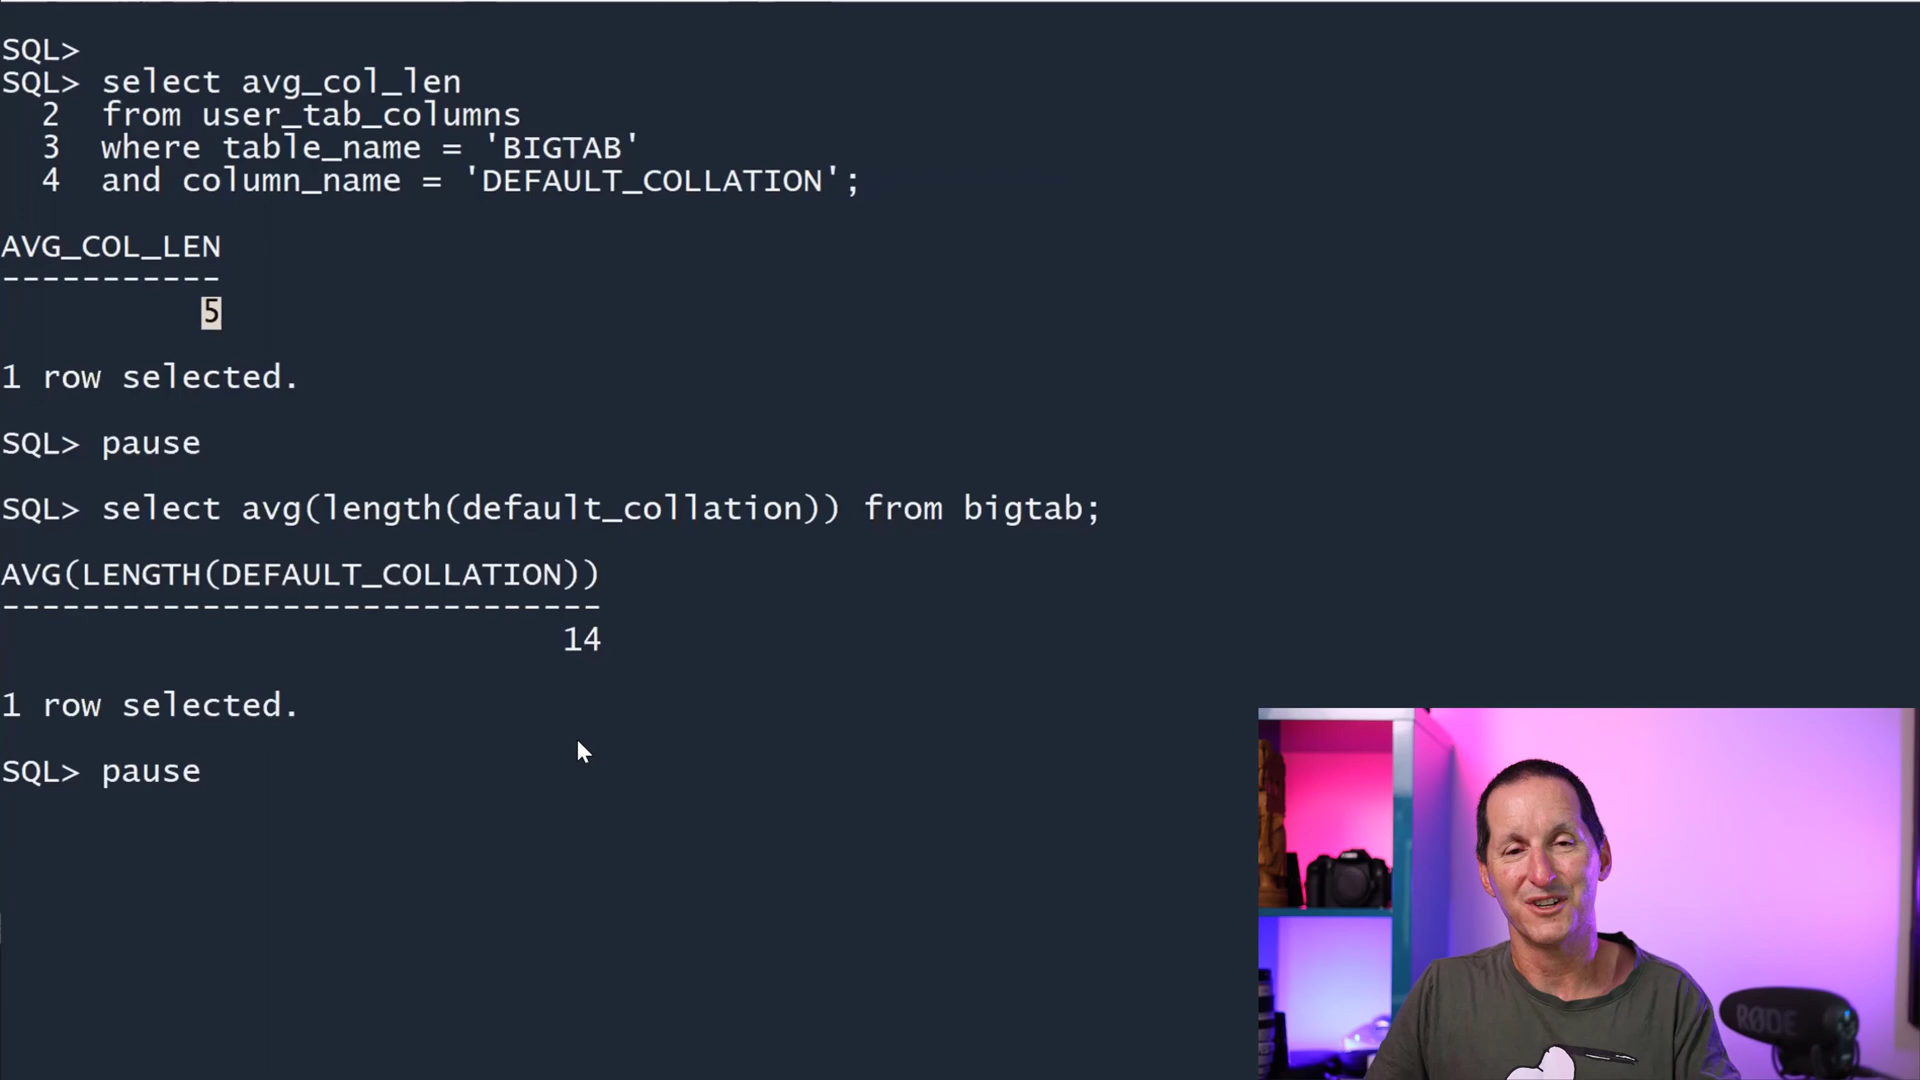 SQL>
SQL> select avg_col_len
2 from user_tab_columns
3 where table_name = 'BIGTAB'
4 and column_name = 'DEFAULT_COLLATION';
AVG_COL_LEN
-----------
5
1 row selected.
SQL> pause
SQL> select avg(length(default_collation)) from bigtab;
AVG(LENGTH(DEFAULT_COLLATION))
------------------------------
14
1 row selected.
SQL> pause
RØDE